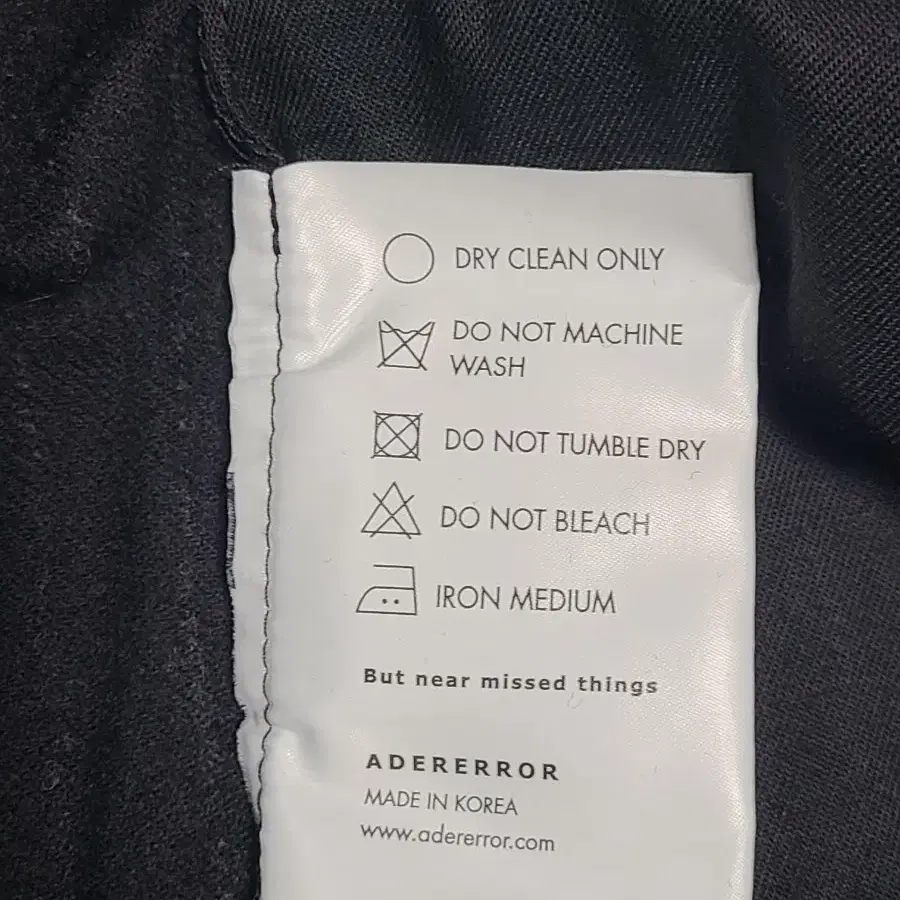 DRY CLEAN ONLY
DO NOT MACHINE
WASH
DO NOT TUMBLE DRY
DO NOT BLEACH
IRON MEDIUM
But near missed things
ADERERROR
MADE IN KOREA
www.adererror.com